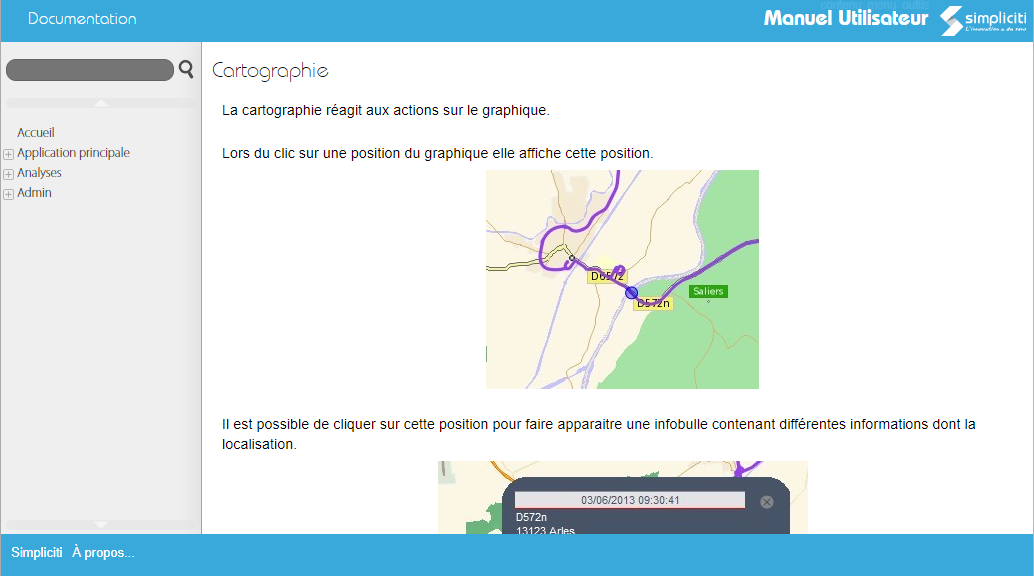 Documentation
contenu menu outils
Manuel Utilisateur
simpliciti
L'innovation a du sens
Cartographie
La cartographie réagit aux actions sur le graphique.
Accueil
Lors du clic sur une position du graphique elle affiche cette position.
Application principale
Analyses
Admin
D572n
Saliers
Il est possible de cliquer sur cette position pour faire apparaitre une infobulle contenant différentes informations dont la
localisation.
03/06/2013 09:30:41
D572n
13123 Arles
Simpliciti À propos...